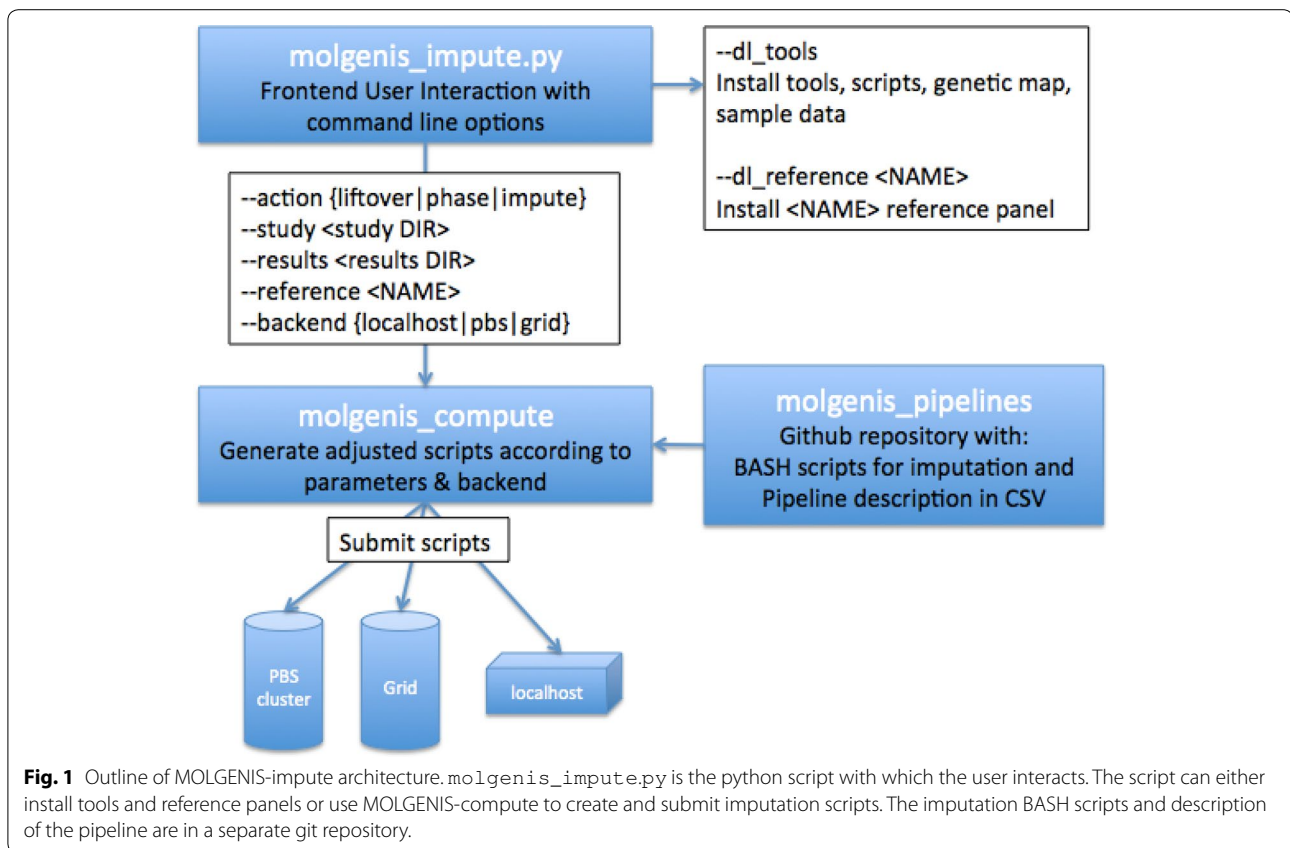 molgenis_impute.py
Frontend User Interaction with
command line options
--dl_tools
Install tools, scripts, genetic map,
sample data
--dl_reference <NAME>
Install <NAME> reference panel
--action {liftover|phase|impute}
--study <study DIR>
--results <results DIR>
--reference <NAME>
--backend {localhost|pbs|grid}
molgenis_compute
Generate adjusted scripts according to
parameters & backend
molgenis_pipelines
Github repository with:
BASH scripts for imputation and
Pipeline description in CSV
Submit scripts
PBS
cluster
Grid
localhost
Fig. 1 Outline of MOLGENIS-impute architecture. molgenis_impute.py is the python script with which the user interacts. The script can either
install tools and reference panels or use MOLGENIS-compute to create and submit imputation scripts. The imputation BASH scripts and description
of the pipeline are in a separate git repository.